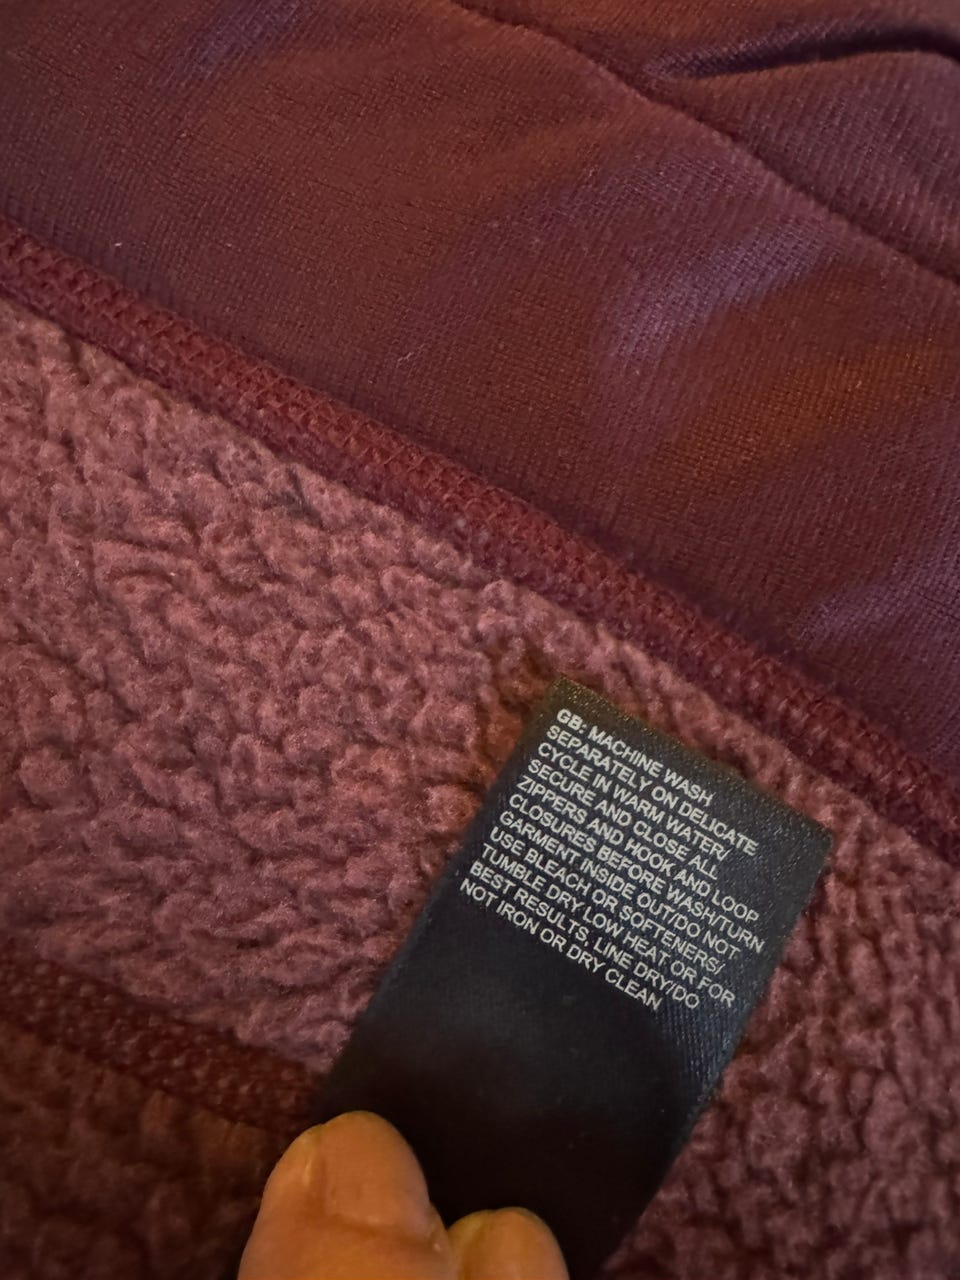 GB: MACHINE WASH
SEPARATELY ON DELICATE
CYCLE IN WARM WATER/
SECURE AND CLOSE ALL
ZIPPERS AND HOOK AND LOOP
CLOSURES BEFORE WASH/TURN
GARMENT INSIDE OUT/DO NOT
USE BLEACH OR SOFTENERS/
TUMBLE DRY LOW HEAT, OR FOR
BEST RESULTS, LINE DRY/DO
NOT IRON OR DRY CLEAN